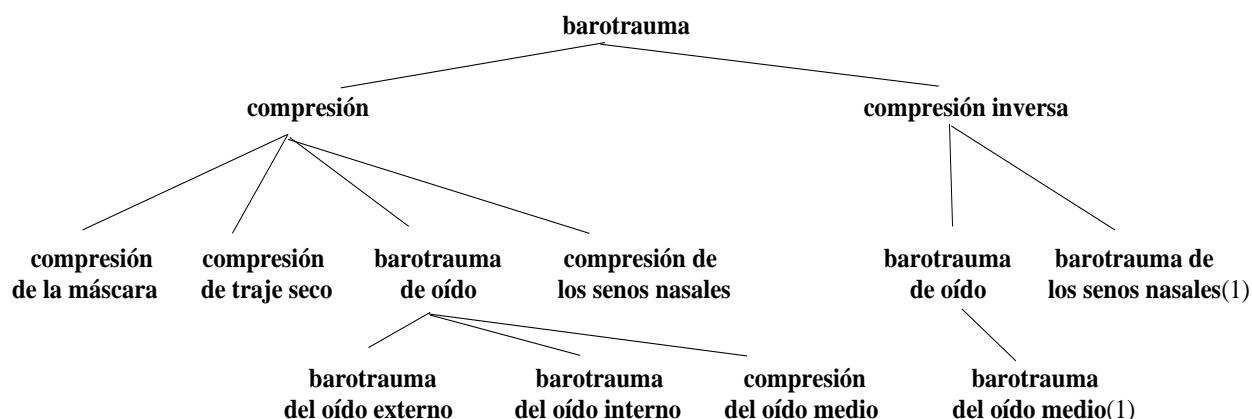 barotrauma
compresión
compresión inversa
compresión
de la máscara
compresión
de traje seco
barotrauma
de oído
compresión de
los senos nasales
barotrauma
de oído
barotrauma de
los senos nasales(1)
barotrauma
del oído externo
barotrauma
del oído interno
compresión
del oído medio
barotrauma
del oído medio(1)